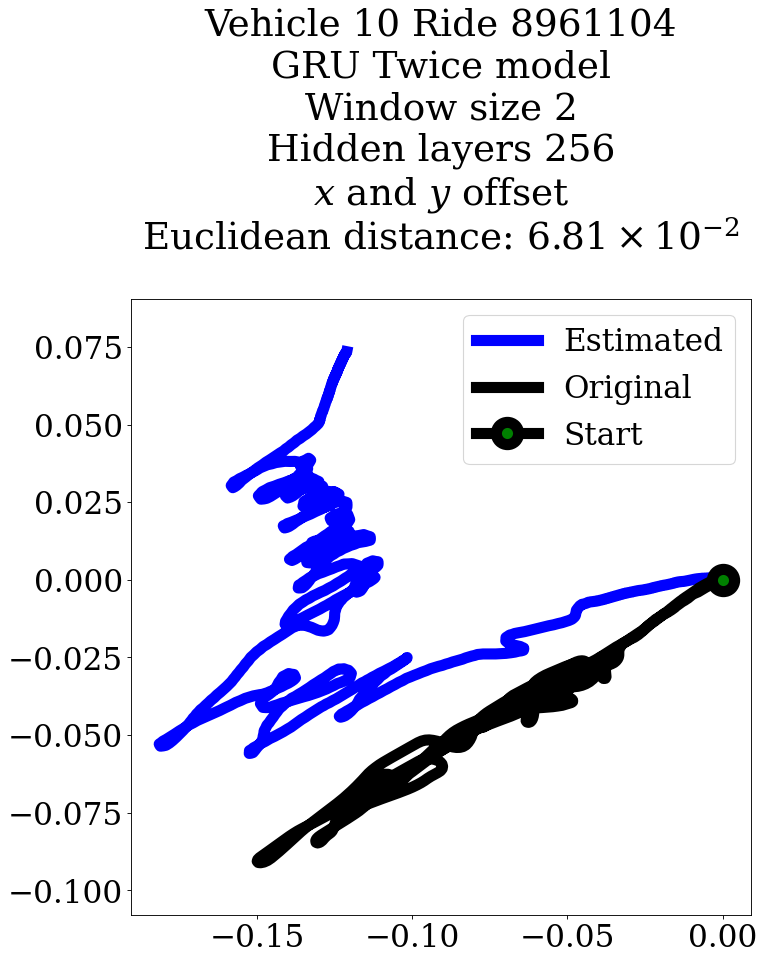 Vehicle 10 Ride 8961104
GRU Twice model
Window size 2
Hidden layers 256
x and y offset
Euclidean distance: 6.81 × 10⁻²
Estimated
Original
Start
0.075
0.050
0.025
0.000
−0.025
−0.050
−0.075
−0.100
−0.15
−0.10
−0.05
0.00